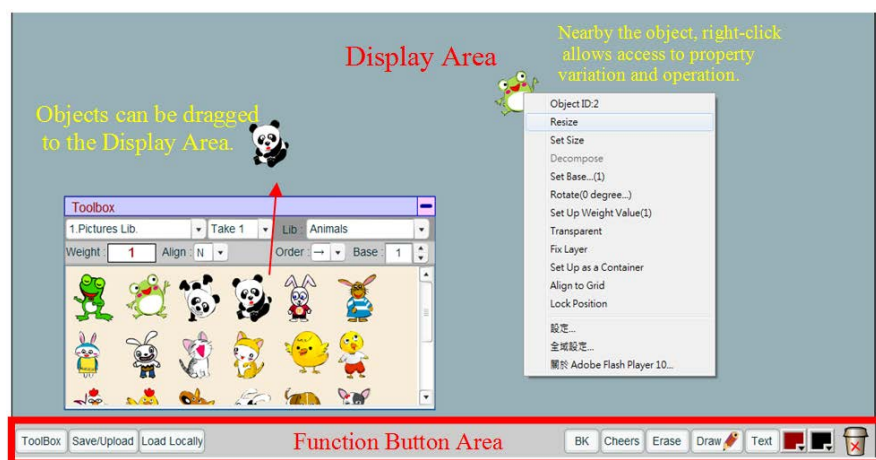 Display Area
Nearby the object, right-click
allows access to property
variation and operation.
Objects can be dragged
to the Display Area.
Object ID:2
Resize
Set Size
Decompose
Set Base...(1)
Rotate(0 degree...)
Set Up Weight Value(1)
Transparent
Fix Layer
Set Up as a Container
Align to Grid
Lock Position
設定...
全域設定...
關於 Adobe Flash Player 10...
Toolbox
1.Pictures Lib. Take 1 Lib : Animals
Weight : 1 Align : N Order : → Base : 1
ToolBox Save/Upload Load Locally Function Button Area BK Cheers Erase Draw Text